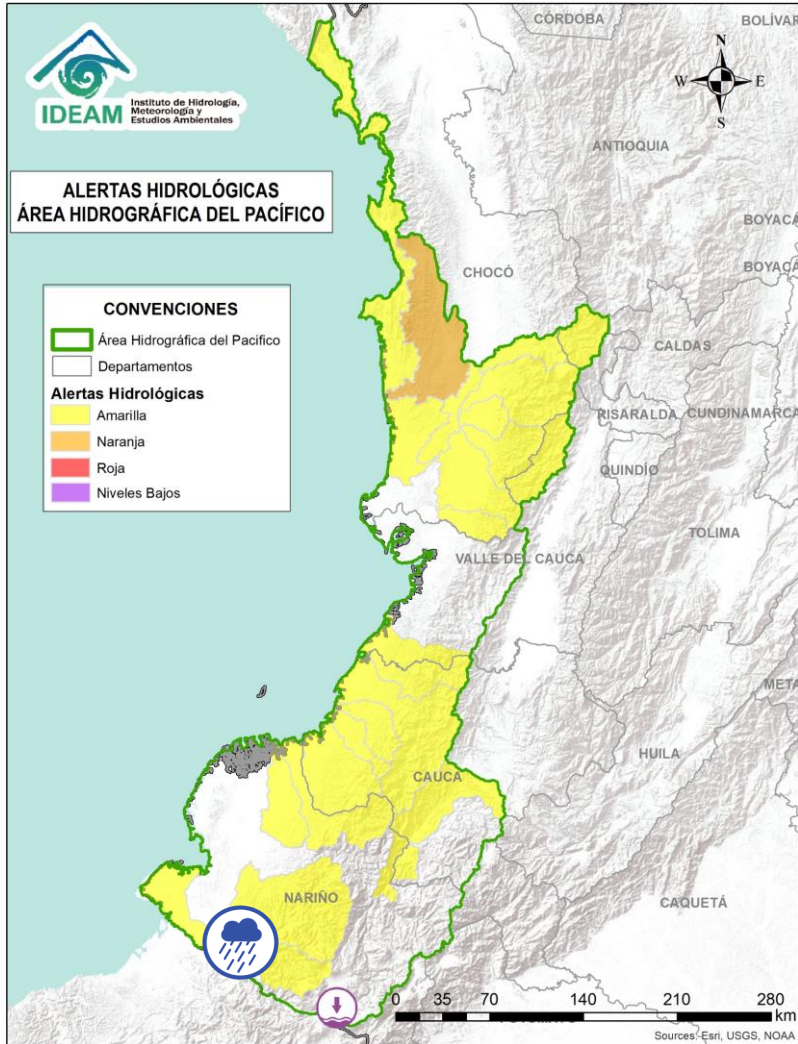 IDEAM
Instituto de Hidrología,
Meteorología y
Estudios Ambientales
ALERTAS HIDROLÓGICAS
ÁREA HIDROGRÁFICA DEL PACÍFICO
CONVENCIONES
Área Hidrográfica del Pacífico
Departamentos
Alertas Hidrológicas
Amarilla
Naranja
Roja
Niveles Bajos
N
W E
S
CÓRDOBA
BOLÍVAR
ANTIOQUIA
BOYACÁ
BOYACÁ
CHOCÓ
CALDAS
RISARALDA
CUNDINAMARCA
QUINDÍO
TOLIMA
VALLE DEL CAUCA
META
HUILA
CAUCA
NARIÑO
CAQUETÁ
0 35 70 140 210 280
km
Sources: Esri, USGS, NOAA